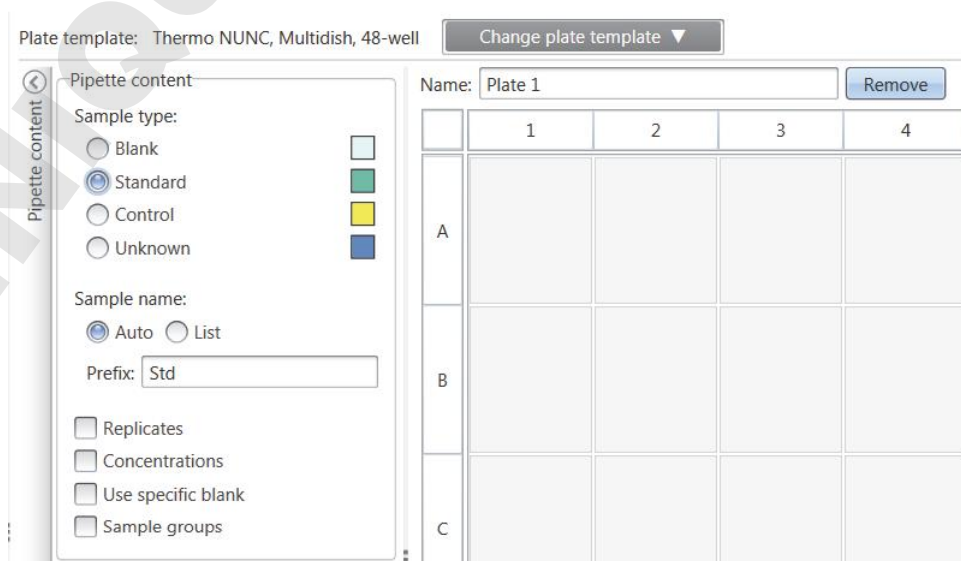 Plate template: Thermo NUNC, Multidish, 48-well
Change plate template ▼
Pipette content
Pipette content
Sample type:
Blank
Standard
Control
Unknown
Sample name:
Auto
List
Prefix: Std
Replicates
Concentrations
Use specific blank
Sample groups
Name: Plate 1
Remove
1 2 3 4
A
B
C